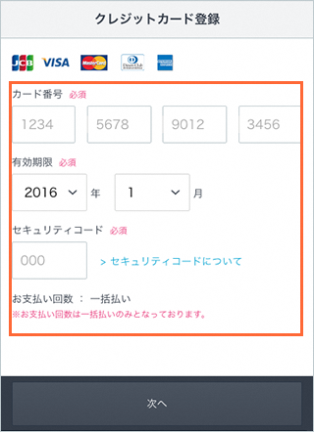 クレジットカード登録
JCB VISA MasterCard
カード番号 必須
1234 5678 9012 3456
有効期限 必須
2016 年 1 月
セキュリティコード 必須
000 > セキュリティコードについて
お支払い回数 : 一括払い
※お支払い回数は一括払いのみとなっております。
次へ